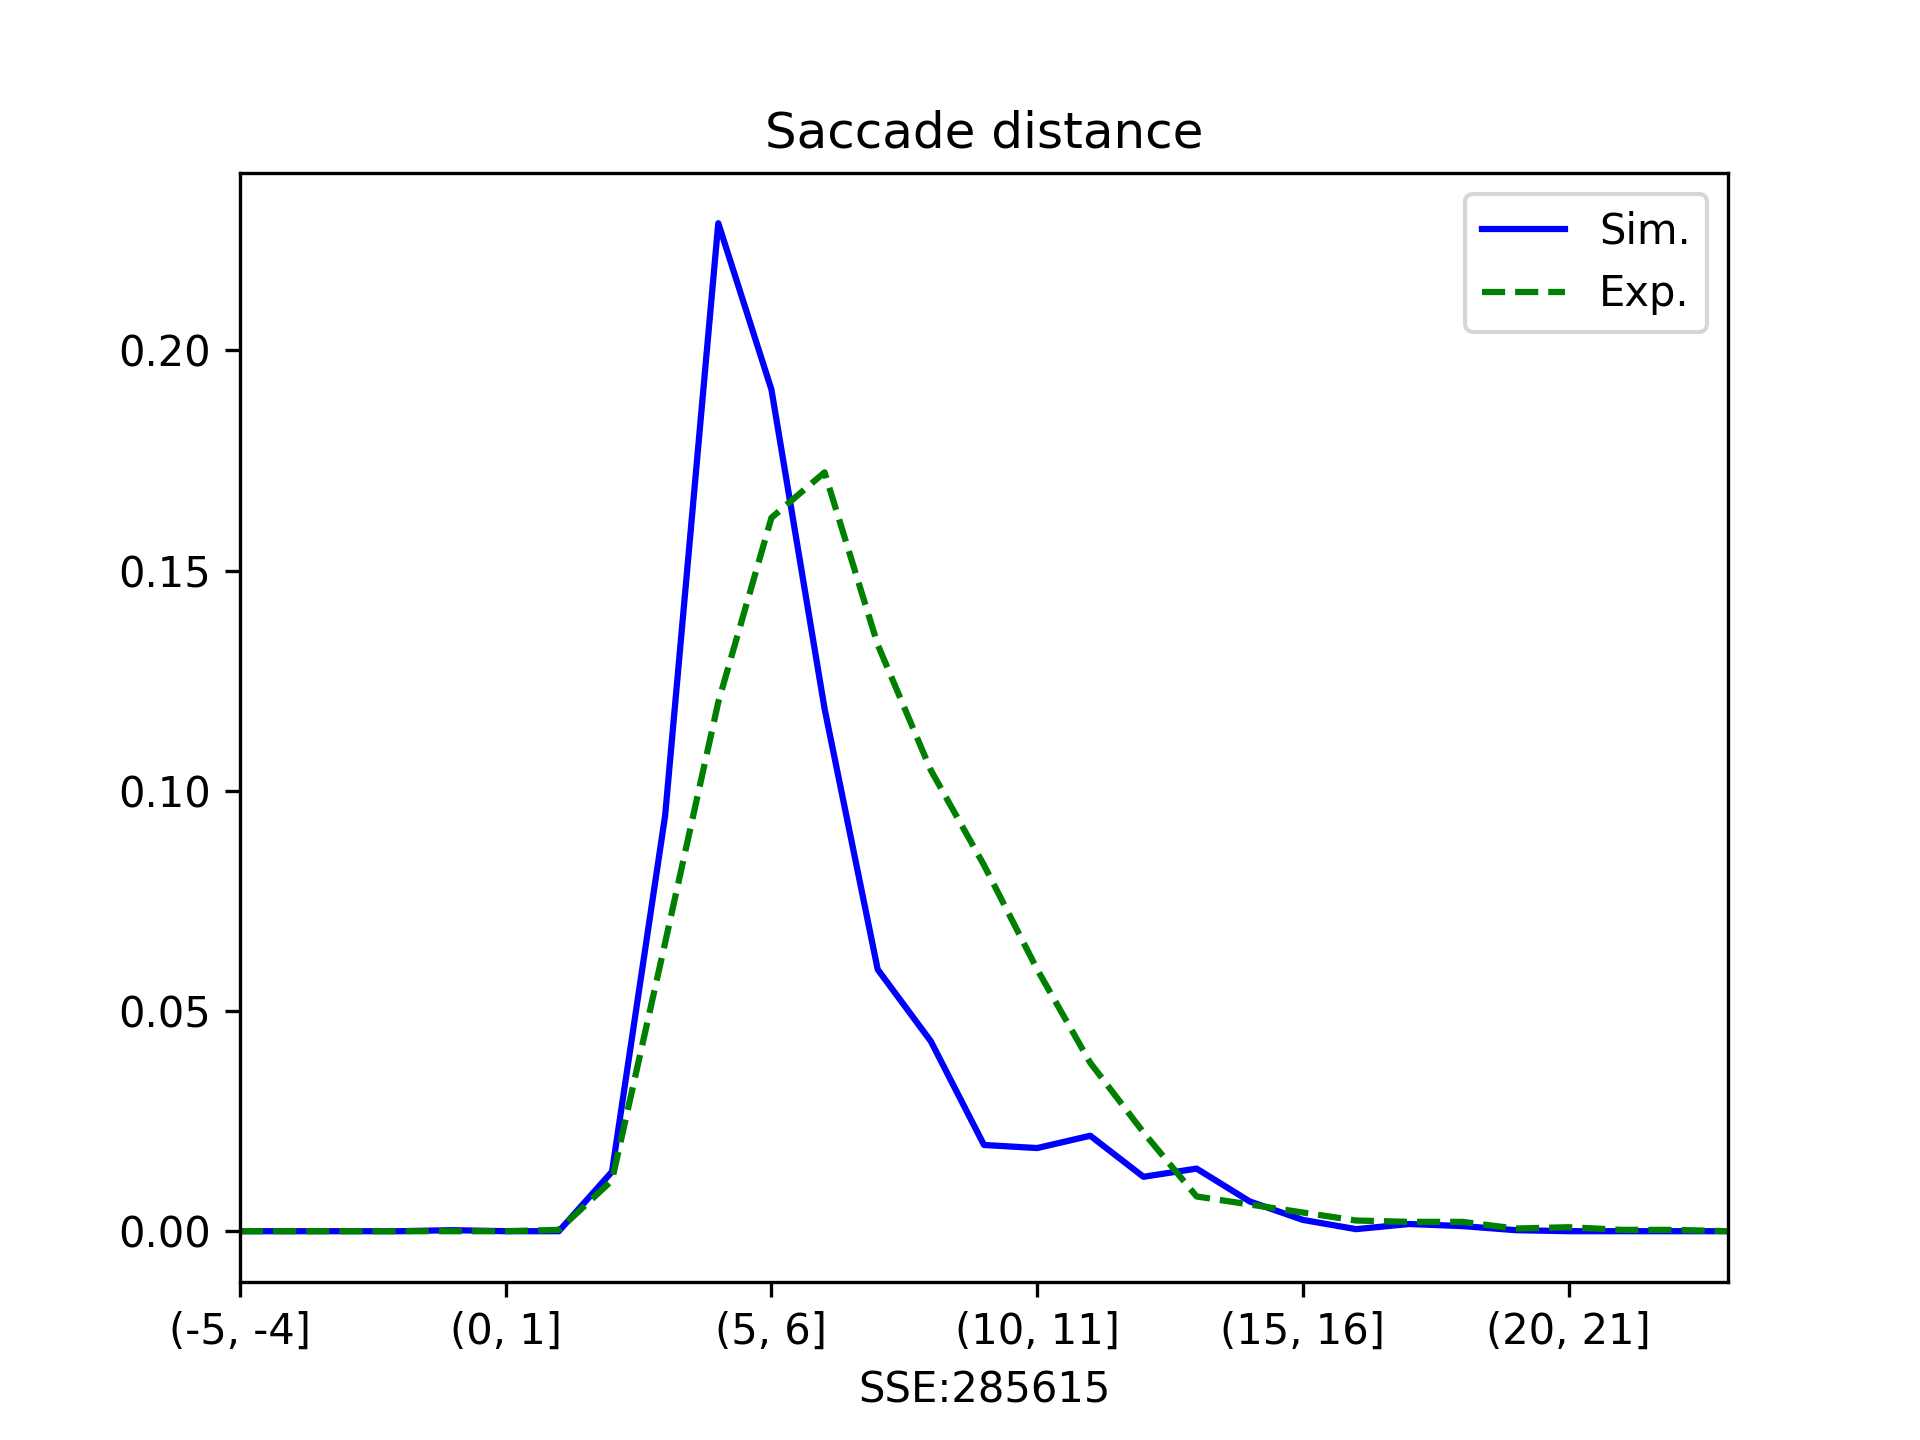 Saccade distance
Sim.
Exp.
0.20
0.15
0.10
0.05
0.00
(-5, -4] (0, 1] (5, 6] (10, 11] (15, 16] (20, 21]
SSE:285615